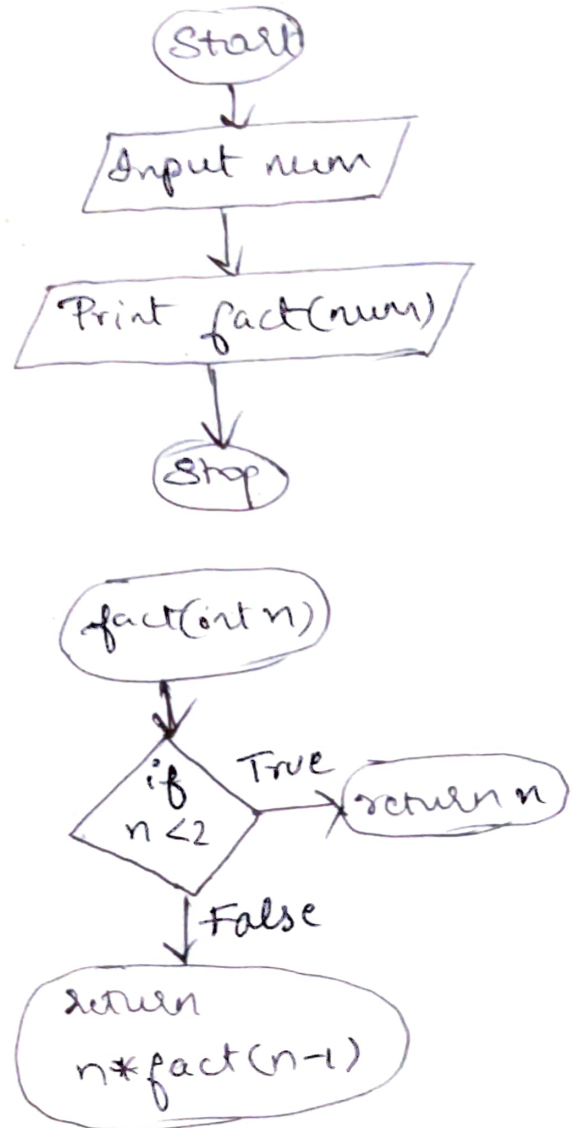 Start
Input num
Print fact(num)
Stop
fact(int n)
if
n <2
True
return n
False
return
n*fact(n-1)